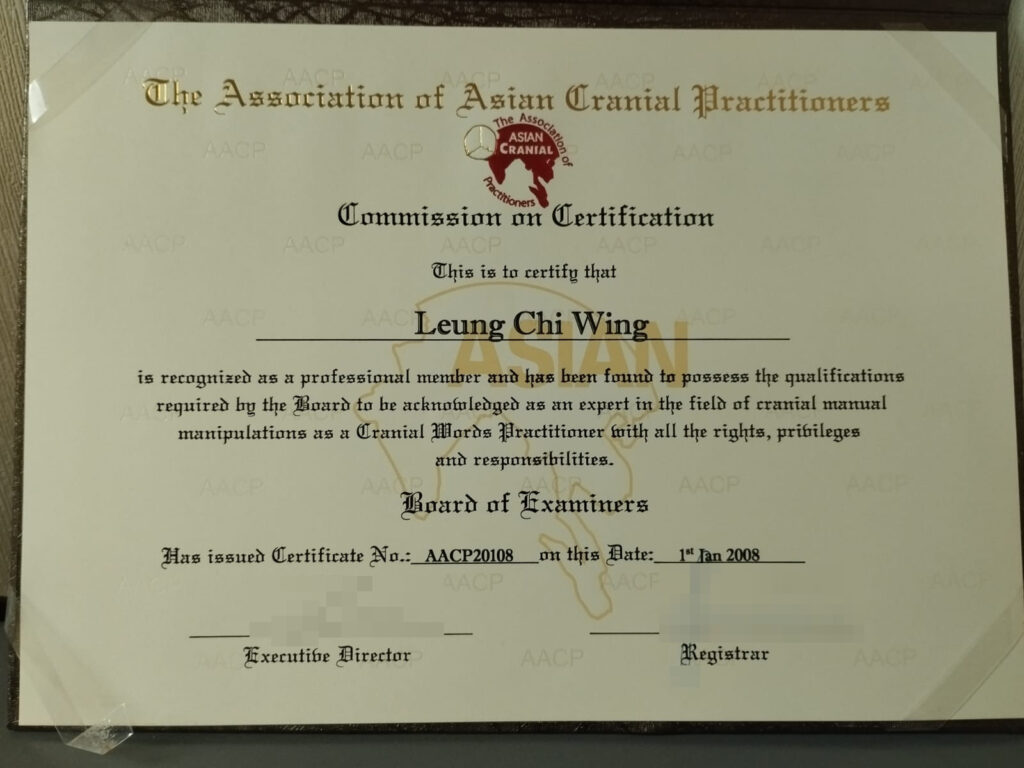 The Association of Asian Cranial Practitioners
The Association of
ASIAN
CRANIAL
Practitioners
Commission on Certification
This is to certify that
Leung Chi Wing
ASIAN
is recognized as a professional member and has been found to possess the qualifications
required by the Board to be acknowledged as an expert in the field of cranial manual
manipulations as a Cranial Words Practitioner with all the rights, privileges
and responsibilities.
Board of Examiners
Has issued Certificate No.: AACP20108 on this Date: 1st Jan 2008
Executive Director Registrar
AACP